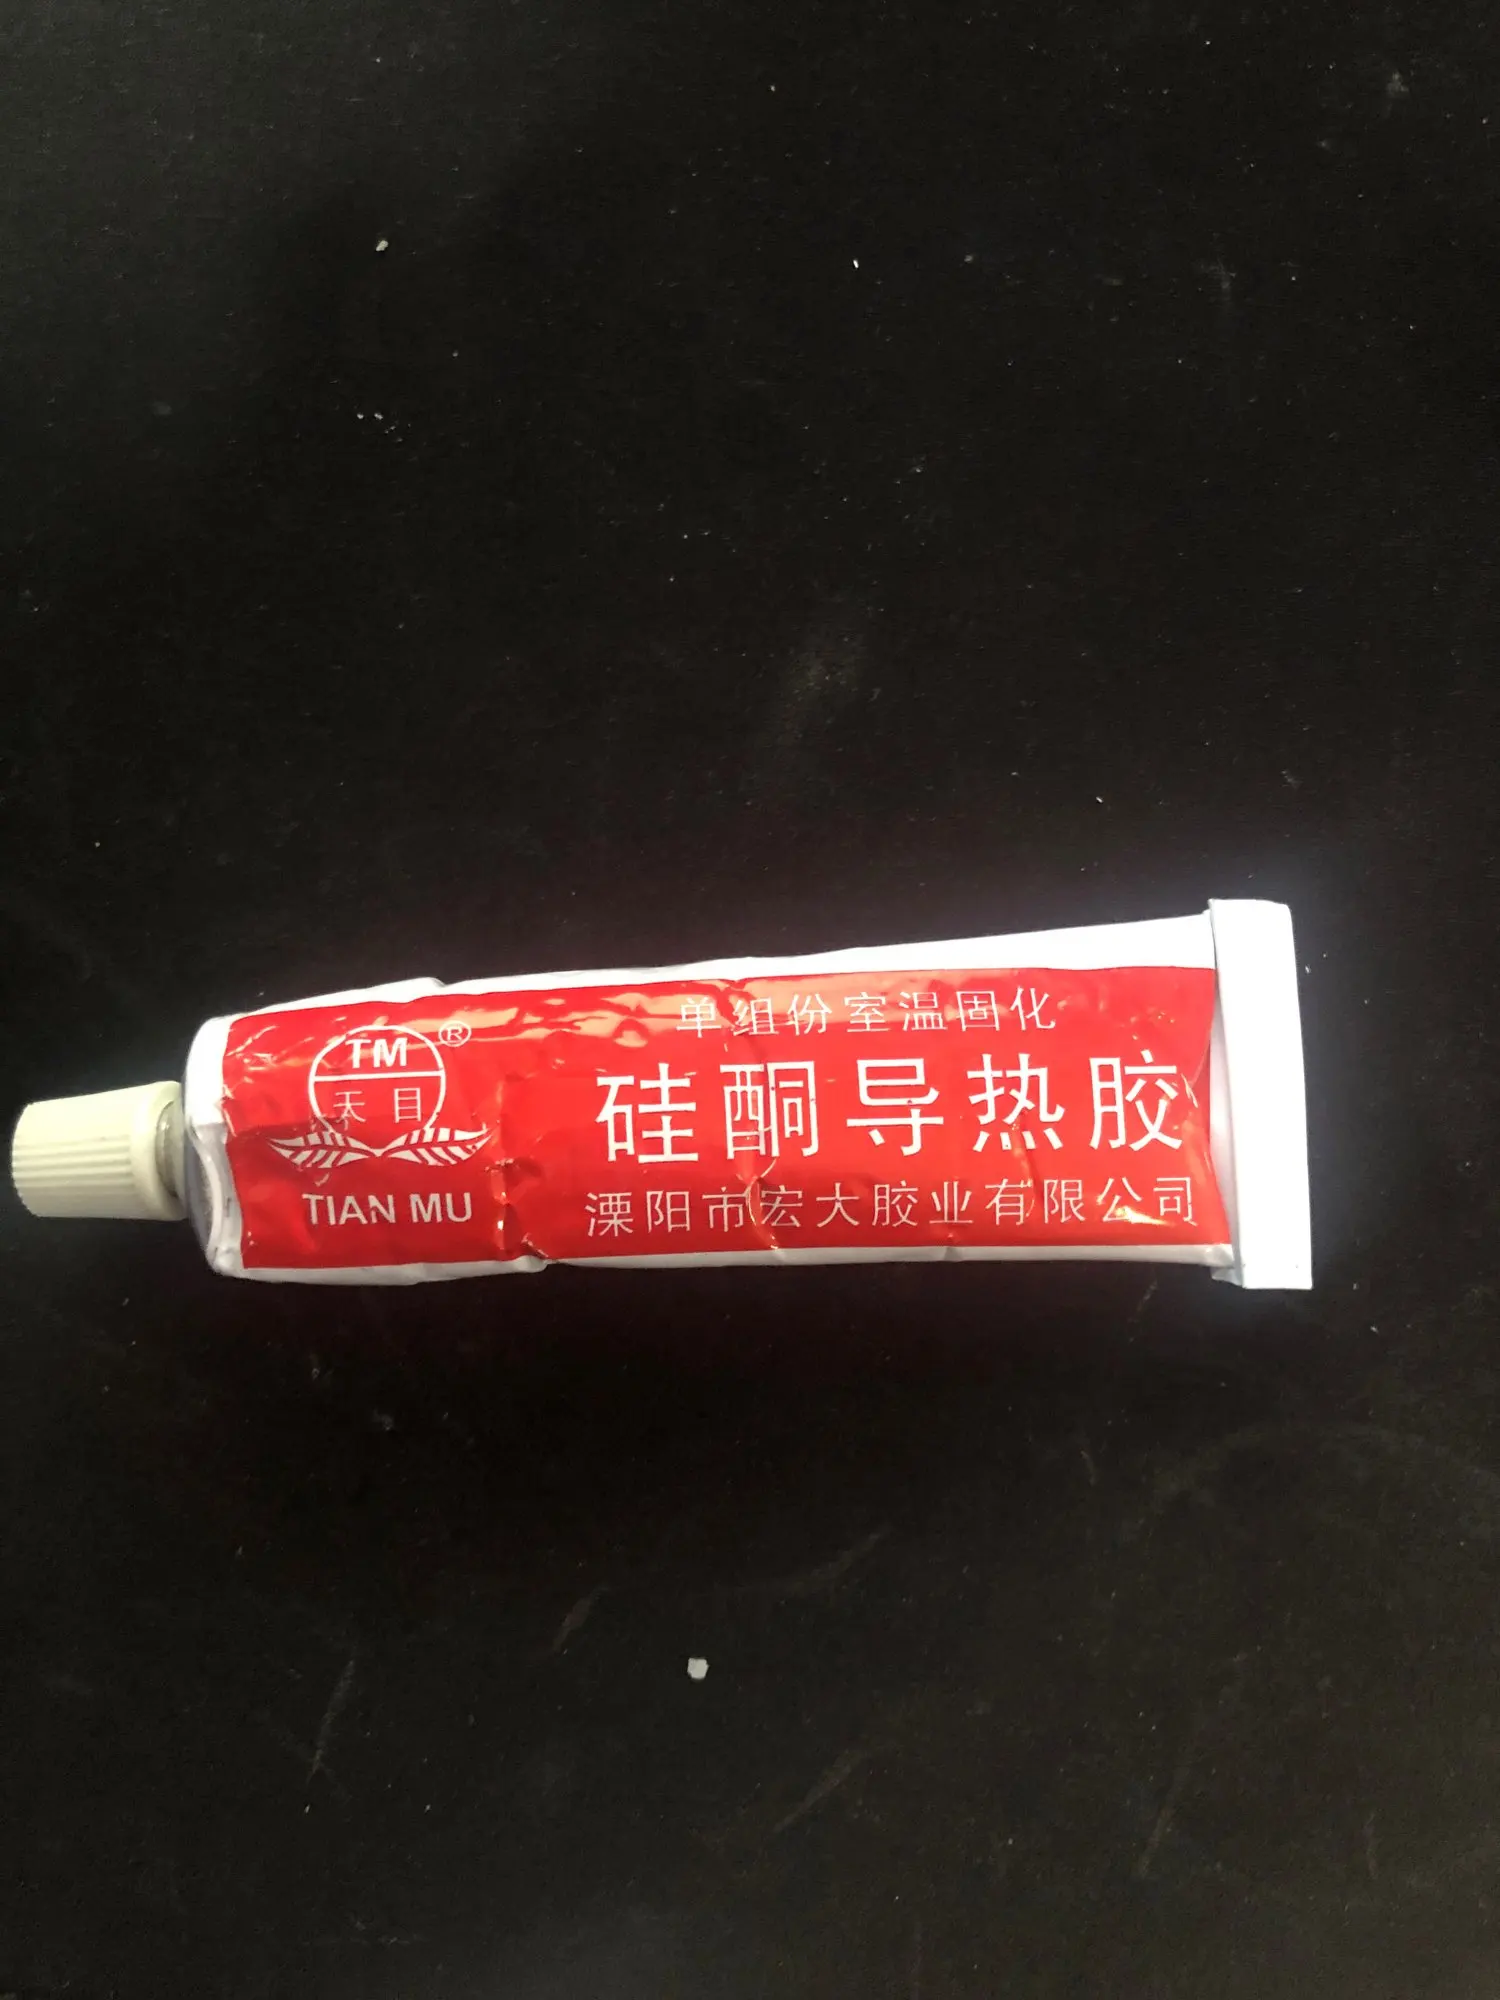 TM
®
天目
TIAN MU
单组份室温固化
硅酮导热胶
溧阳市宏大胶业有限公司